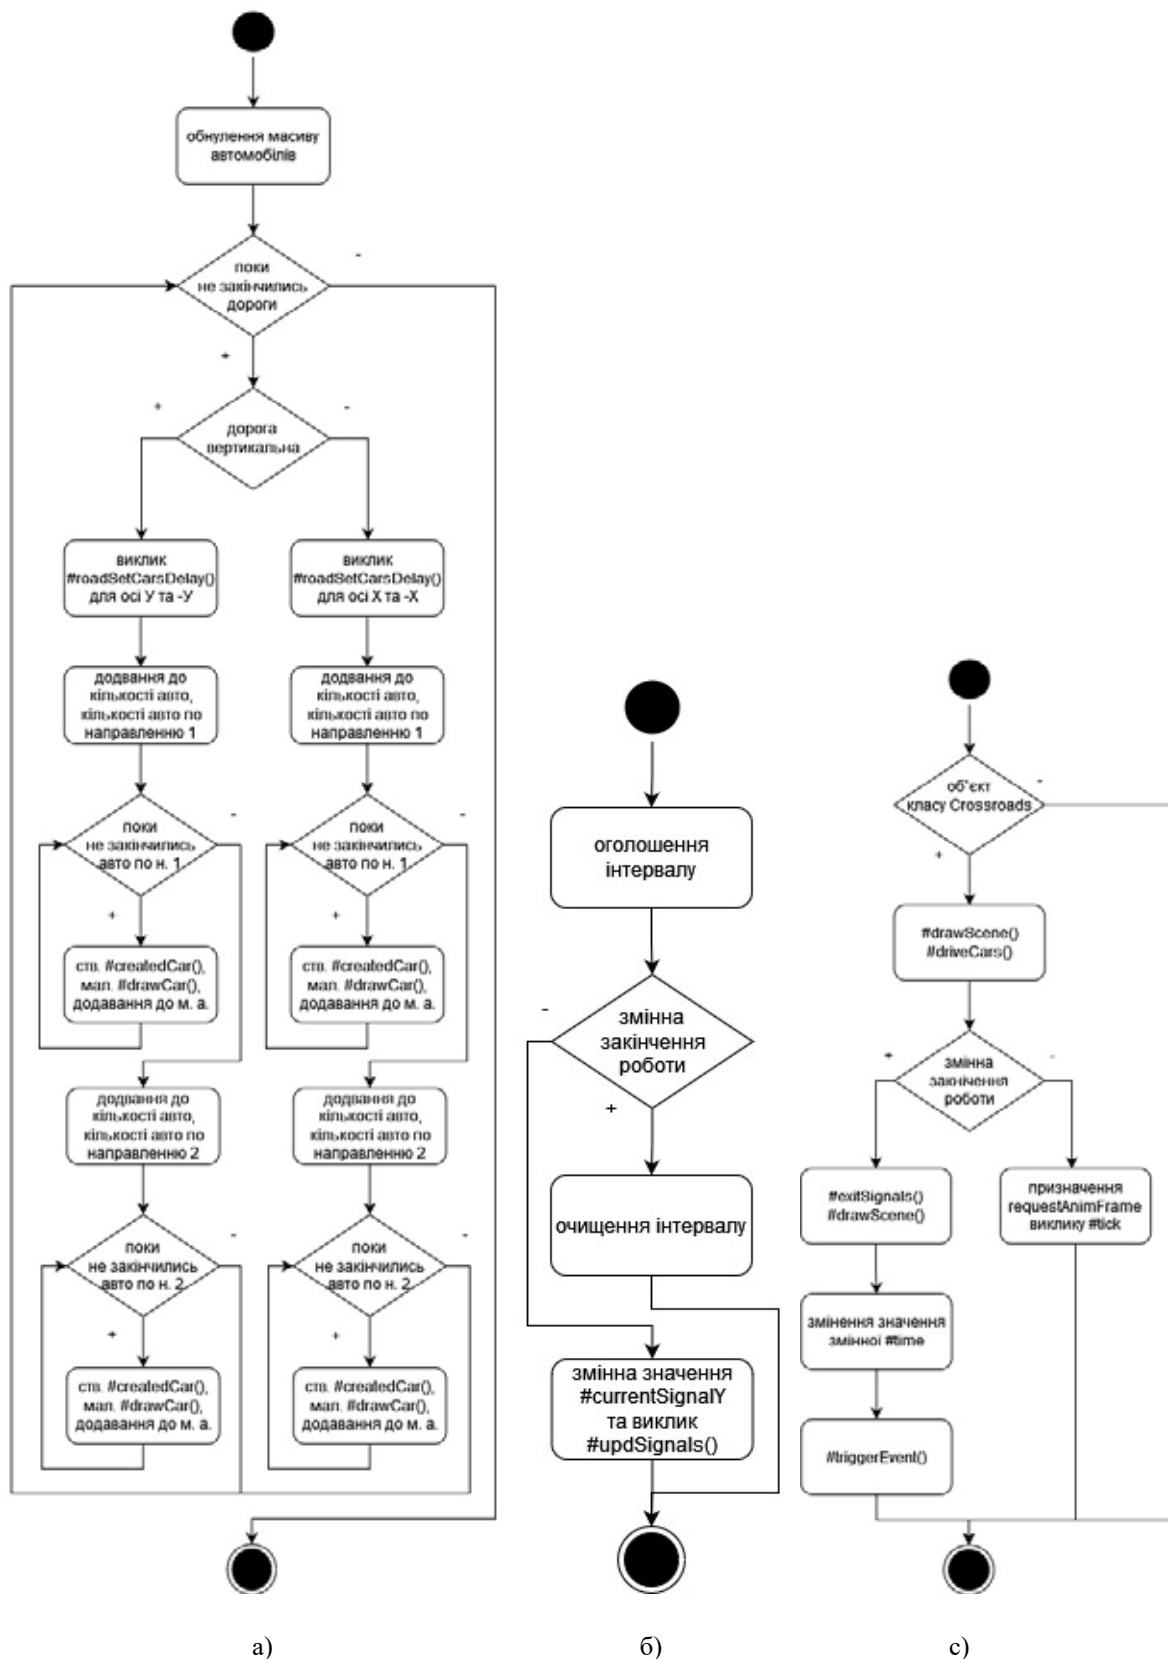 обнулення масиву
автомобілів
поки
не закінчились
дороги
-
+
дорога
вертикальна
+
-
виклик
#roadSetCarsDelay()
для осі У та -У
виклик
#roadSetCarsDelay()
для осі Х та -Х
додвання до
кількості авто,
кількості авто по
направленню 1
додвання до
кількості авто,
кількості авто по
направленню 1
поки
не закінчились
авто по н. 1
-
+
поки
не закінчились
авто по н. 1
-
+
ств. #createdCar(),
мал. #drawCar(),
додавання до м. а.
ств. #createdCar(),
мал. #drawCar(),
додавання до м. а.
додвання до
кількості авто,
кількості авто по
направленню 2
додвання до
кількості авто,
кількості авто по
направленню 2
поки
не закінчились
авто по н. 2
-
+
поки
не закінчились
авто по н. 2
-
+
ств. #createdCar(),
мал. #drawCar(),
додавання до м. а.
ств. #createdCar(),
мал. #drawCar(),
додавання до м. а.
оголошення
інтервалу
змінна
закінчення
роботи
-
+
очищення інтервалу
змінна значення
#currentSignalY
та виклик
#updSignals()
об'єкт
класу Crossroads
-
+
#drawScene()
#driveCars()
змінна
закінчення
роботи
+
-
#exitSignals()
#drawScene()
призначення
requestAnimFrame
виклику #tick
змінення значення
змінної #time
#triggerEvent()
а)
б)
с)